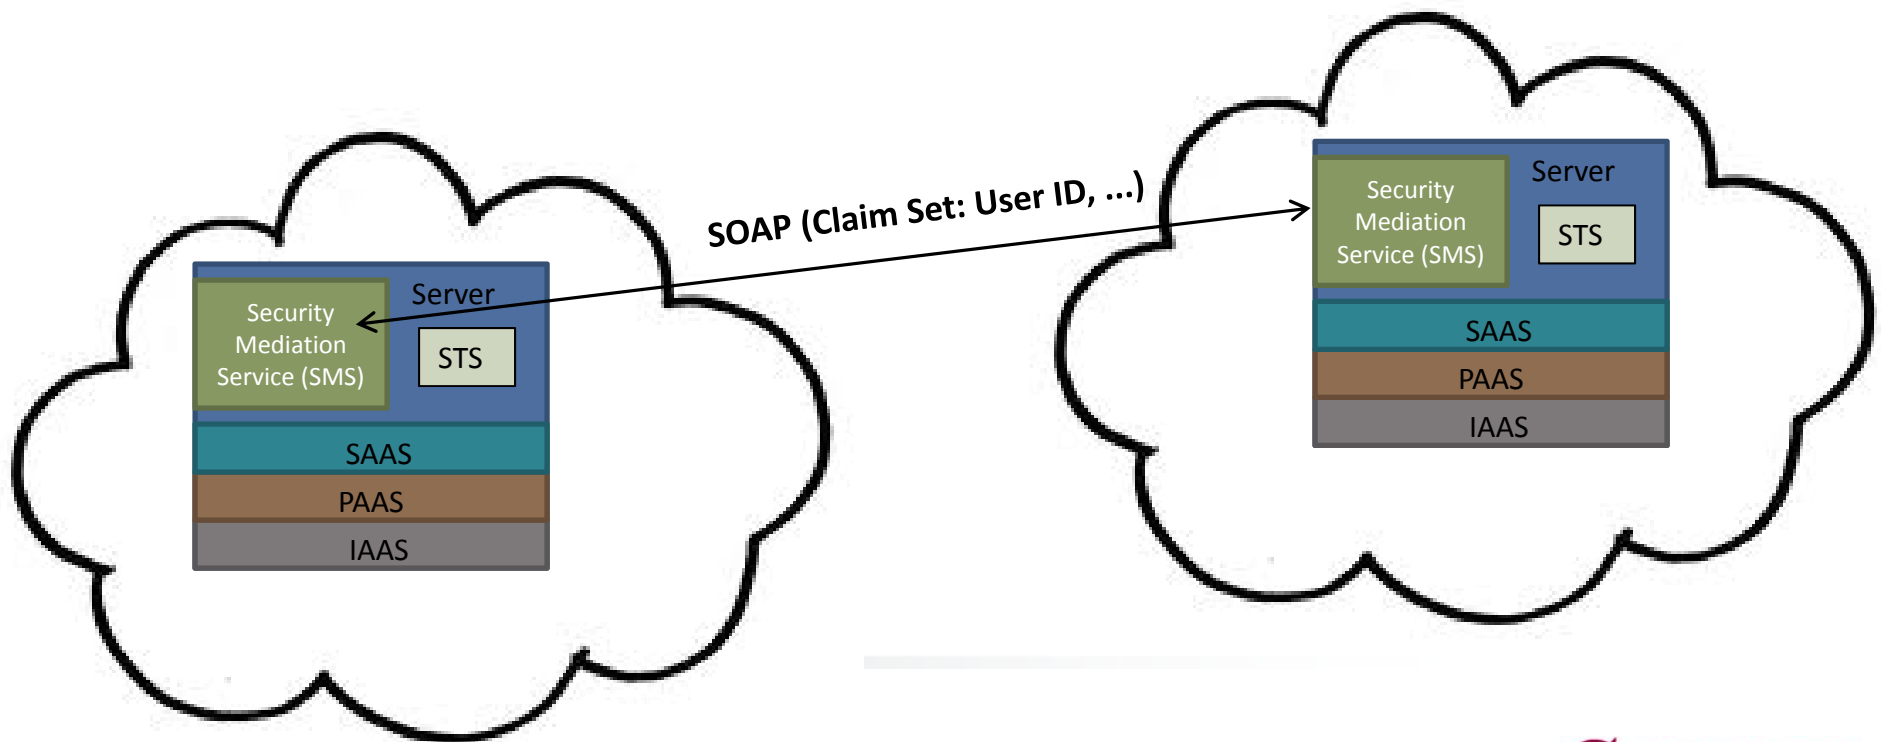 SOAP (Claim Set: User ID, ...)
Security
Mediation
Service (SMS)
Server
STS
SAAS
PAAS
IAAS
Security
Mediation
Service (SMS)
Server
STS
SAAS
PAAS
IAAS